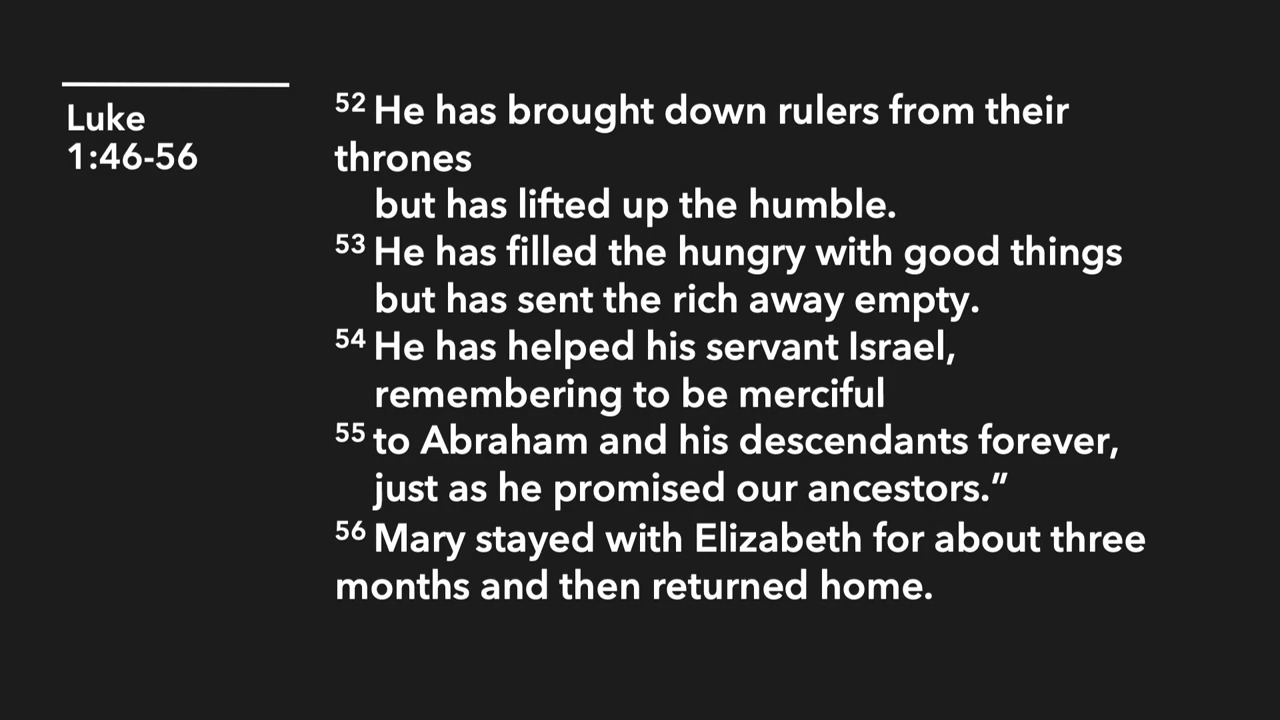 Luke
1:46-56
52 He has brought down rulers from their
thrones
but has lifted up the humble.
53 He has filled the hungry with good things
but has sent the rich away empty.
54 He has helped his servant Israel,
remembering to be merciful
55 to Abraham and his descendants forever,
just as he promised our ancestors.”
56 Mary stayed with Elizabeth for about three
months and then returned home.